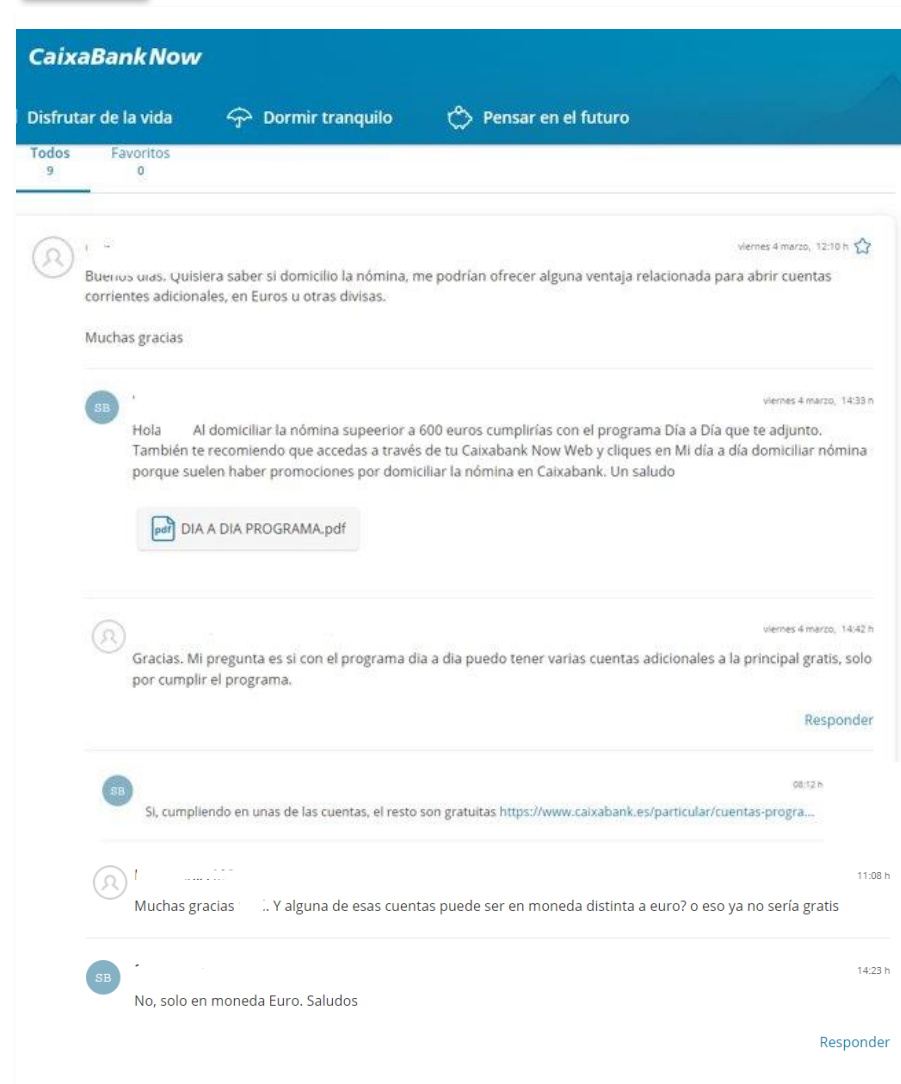 CaixaBankNow
Disfrutar de la vida
Dormir tranquilo
Pensar en el futuro
Todos
9
Favoritos
0
viernes 4 marzo, 12:10 h
Buenos días. Quisiera saber si domicilio la nómina, me podrían ofrecer alguna ventaja relacionada para abrir cuentas
corrientes adicionales, en Euros u otras divisas.
Muchas gracias
SB
viernes 4 marzo, 14:33 h
Hola Al domiciliar la nómina supeerior a 600 euros cumplirías con el programa Día a Día que te adjunto.
También te recomiendo que accedas a través de tu Caixabank Now Web y cliques en Mi día a día domiciliar nómina
porque suelen haber promociones por domiciliar la nómina en Caixabank. Un saludo
pdf
DIA A DIA PROGRAMA.pdf
viernes 4 marzo, 14:42 h
Gracias. Mi pregunta es si con el programa dia a dia puedo tener varias cuentas adicionales a la principal gratis, solo
por cumplir el programa.
Responder
SB
08:12 h
Si, cumpliendo en unas de las cuentas, el resto son gratuitas https://www.caixabank.es/particular/cuentas-progra...
11:08 h
Muchas gracias . Y alguna de esas cuentas puede ser en moneda distinta a euro? o eso ya no sería gratis
SB
14:23 h
No, solo en moneda Euro. Saludos
Responder